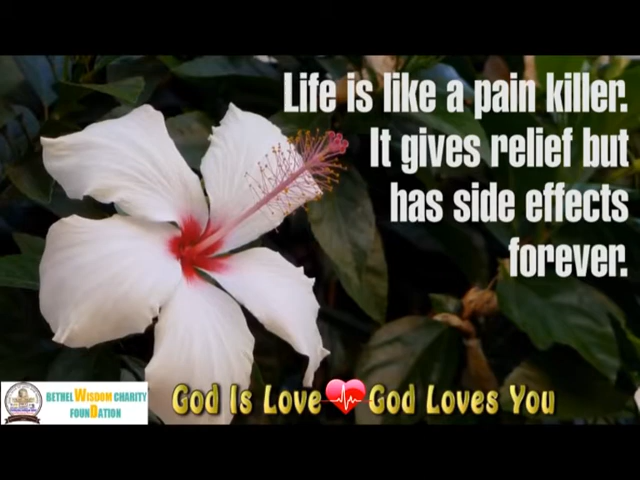 Life is like a pain killer.
It gives relief but
has side effects
forever.
BETHEL WISDOM CHARITY
FOUNDATION
God Is Love God Loves You